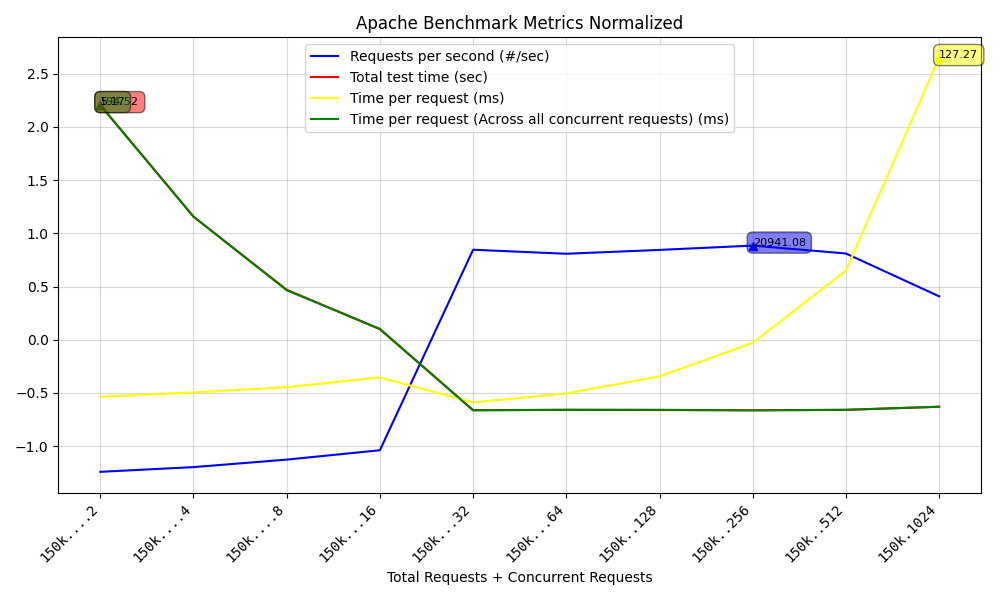 Apache Benchmark Metrics Normalized
Requests per second (#/sec)
Total test time (sec)
Time per request (ms)
Time per request (Across all concurrent requests) (ms)
127.27
20941.08
2.5
2.0
1.5
1.0
0.5
0.0
−0.5
−1.0
150k....2
150k....4
150k....8
150k...16
150k...32
150k...64
150k..128
150k..256
150k..512
150k.1024
Total Requests + Concurrent Requests